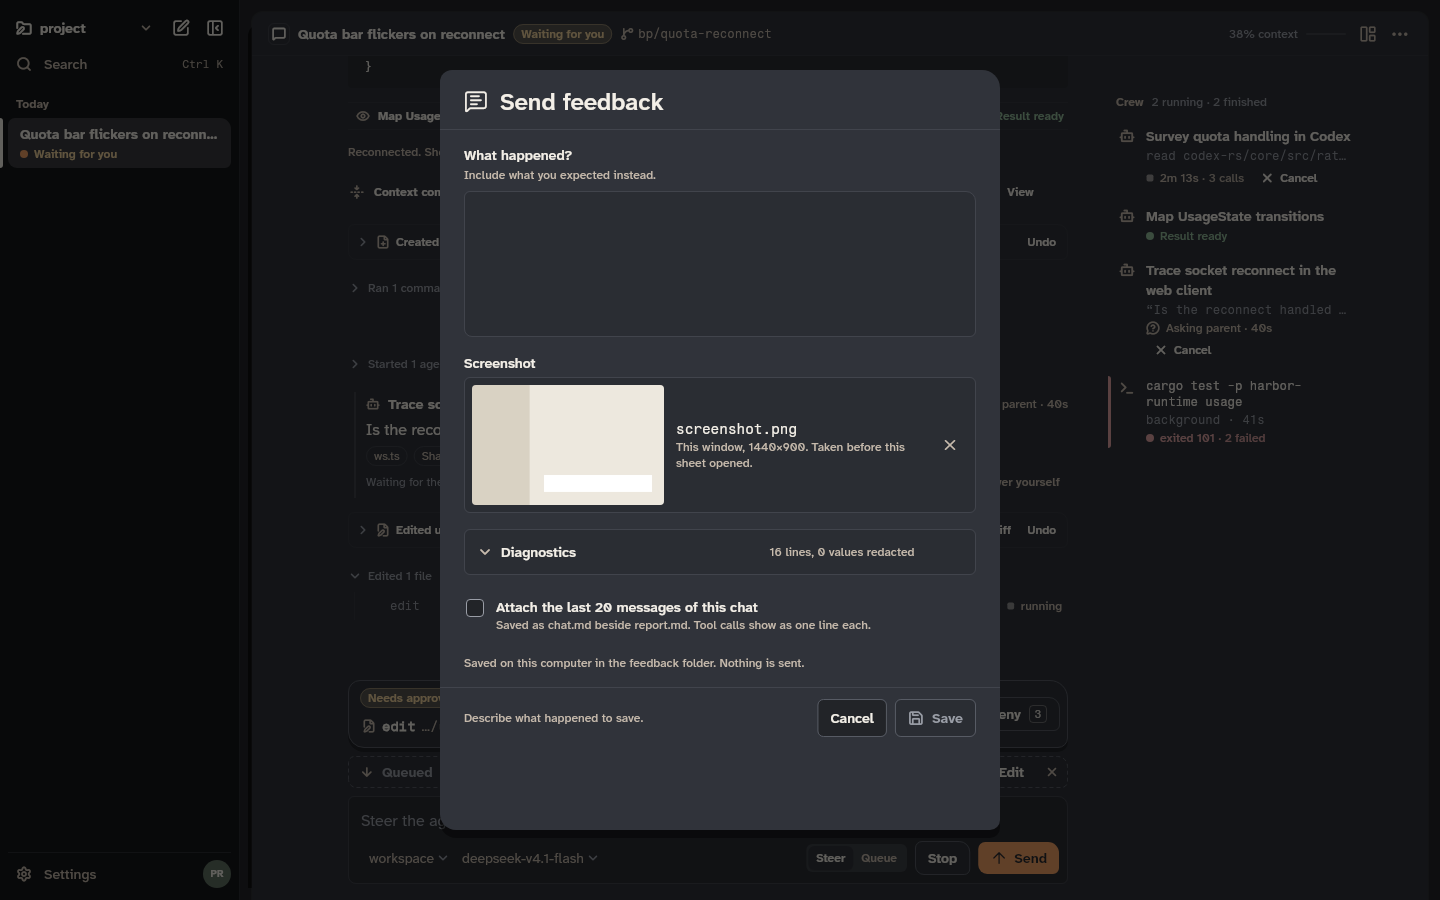 project
Search
Ctrl K
Today
Quota bar flickers on reconn…
Waiting for you
Settings
PR
Quota bar flickers on reconnect
Waiting for you
bp/quota-reconnect
38% context
}
Map Usage
Result ready
Reconnected. Sh
Context com
View
Created
Undo
Ran 1 comma
Started 1 age
Trace so
parent · 40s
Is the reco
ws.ts
Sha
Waiting for the
er yourself
Edited u
iff
Undo
Edited 1 file
edit
running
Needs approv
edit …/
eny
3
Queued
Edit
Steer the ag
workspace
deepseek-v4.1-flash
Steer
Queue
Stop
Send
Send feedback
What happened?
Include what you expected instead.
Screenshot
screenshot.png
This window, 1440×900. Taken before this
sheet opened.
Diagnostics
16 lines, 0 values redacted
Attach the last 20 messages of this chat
Saved as chat.md beside report.md. Tool calls show as one line each.
Saved on this computer in the feedback folder. Nothing is sent.
Describe what happened to save.
Cancel
Save
Crew
2 running · 2 finished
Survey quota handling in Codex
read codex-rs/core/src/rat…
2m 13s · 3 calls
Cancel
Map UsageState transitions
Result ready
Trace socket reconnect in the
web client
“Is the reconnect handled …
Asking parent · 40s
Cancel
cargo test -p harbor-
runtime usage
background · 41s
exited 101 · 2 failed